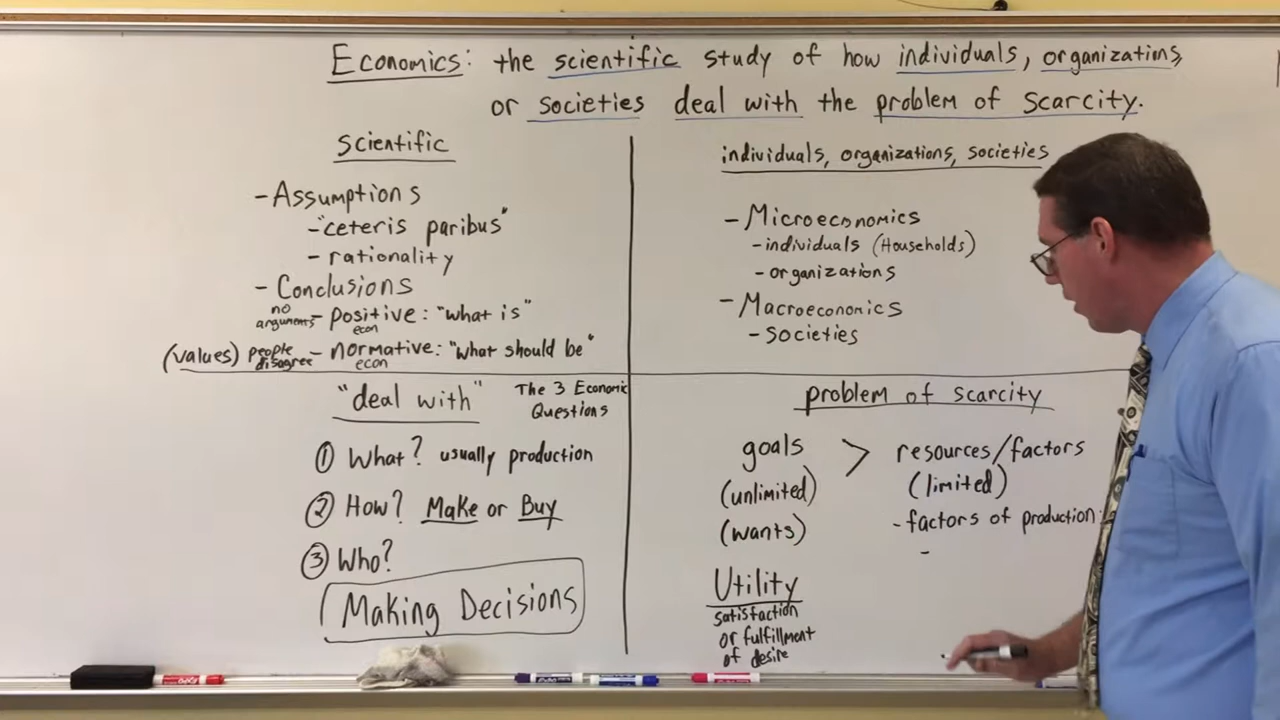 Economics: the scientific study of how individuals, organizations,
or societies deal with the problem of scarcity.
scientific
- Assumptions
- "ceteris paribus"
- rationality
- Conclusions
no arguments - positive: "what is"
econ
(values) people disagree - normative: "what should be"
econ
individuals, organizations, societies
- Microeconomics
- individuals (Households)
- organizations
- Macroeconomics
- Societies
"deal with" The 3 Economic
Questions
① What? usually production
② How? Make or Buy
③ Who?
Making Decisions
problem of scarcity
goals > resources/factors
(unlimited) (limited)
(wants) - factors of production:
-
Utility
satisfaction
or fulfillment
of desire
EXPO
EXPO
EXPO
EXPO